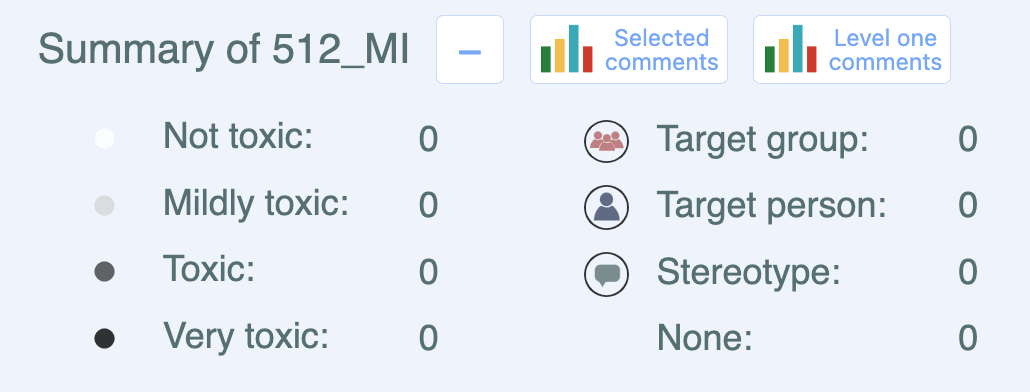 Summary of 512_MI
–
Selected
comments
Level one
comments
Not toxic: 0
Mildly toxic: 0
Toxic: 0
Very toxic: 0
Target group: 0
Target person: 0
Stereotype: 0
None: 0